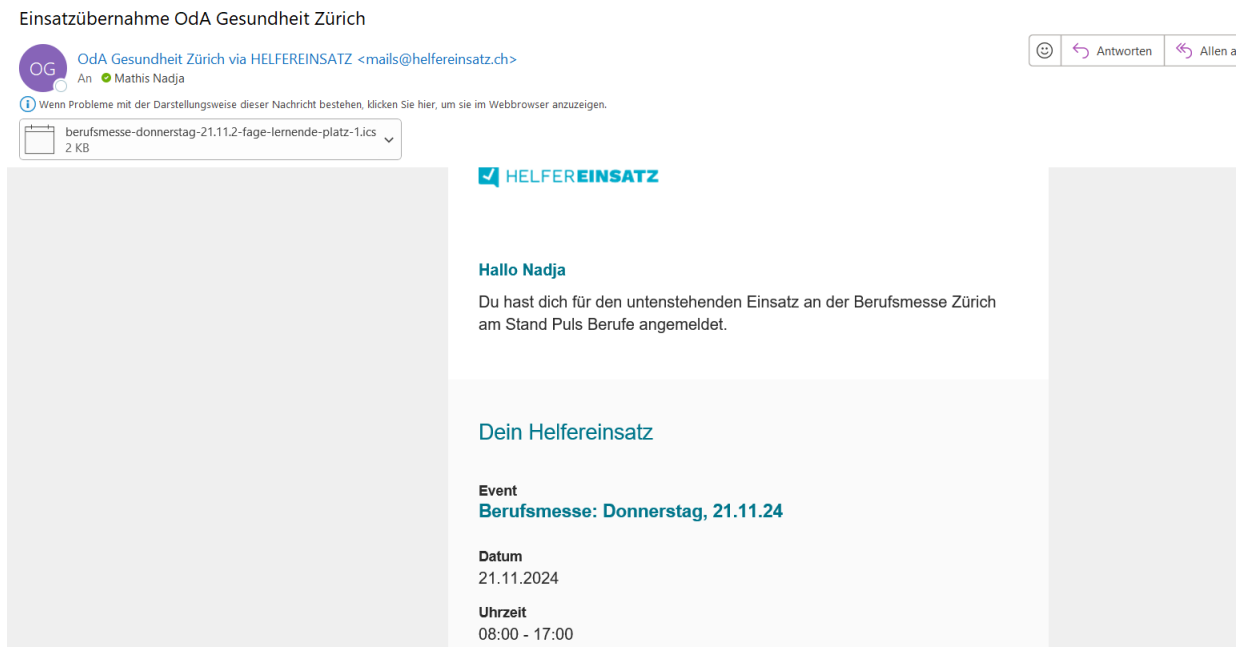 Einsatzübernahme OdA Gesundheit Zürich
OG
OdA Gesundheit Zürich via HELFEREINSATZ <mails@helfereinsatz.ch>
An Mathis Nadja
Antworten
Allen a
Wenn Probleme mit der Darstellungsweise dieser Nachricht bestehen, klicken Sie hier, um sie im Webbrowser anzuzeigen.
berufsmesse-donnerstag-21.11.2-fage-lernende-platz-1.ics
2 KB
HELFEREINSATZ
Hallo Nadja
Du hast dich für den untenstehenden Einsatz an der Berufsmesse Zürich
am Stand Puls Berufe angemeldet.
Dein Helfereinsatz
Event
Berufsmesse: Donnerstag, 21.11.24
Datum
21.11.2024
Uhrzeit
08:00 - 17:00